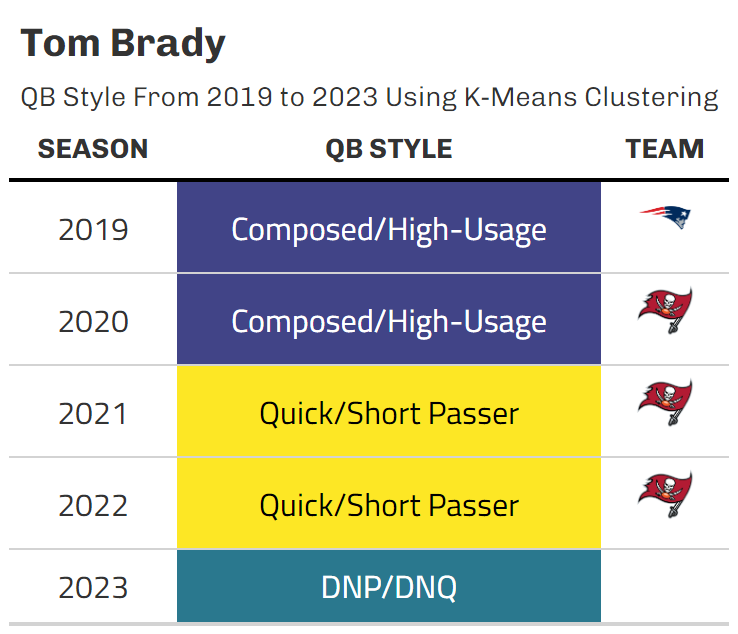 Tom Brady
QB Style From 2019 to 2023 Using K-Means Clustering
SEASON QB STYLE TEAM
2019 Composed/High-Usage
2020 Composed/High-Usage
2021 Quick/Short Passer
2022 Quick/Short Passer
2023 DNP/DNQ